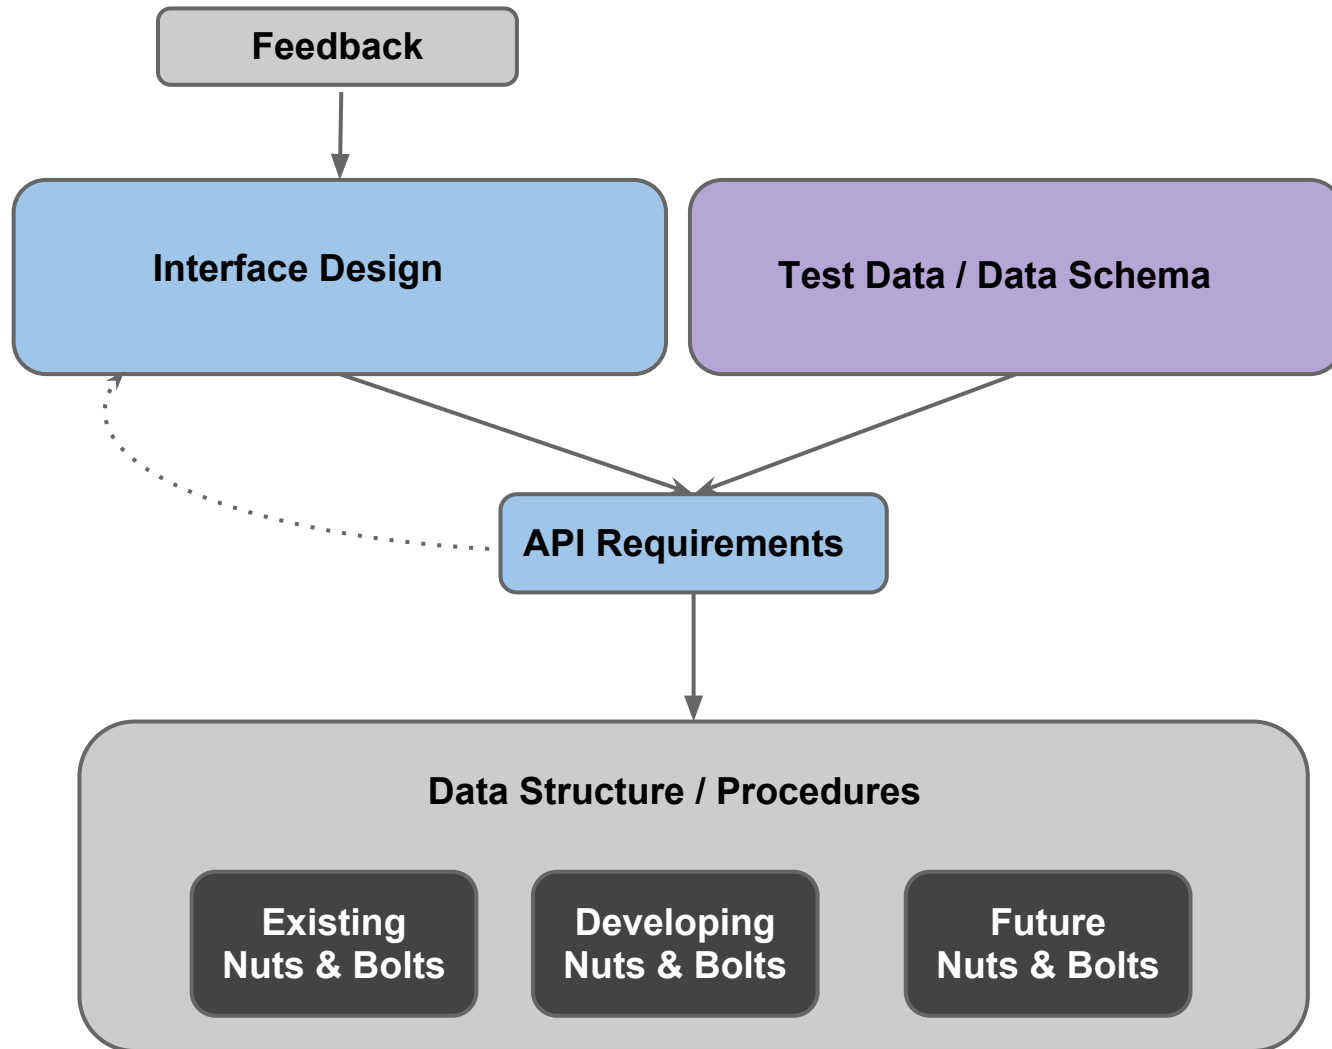 Feedback
Interface Design
Test Data / Data Schema
API Requirements
Data Structure / Procedures
Existing
Nuts & Bolts
Developing
Nuts & Bolts
Future
Nuts & Bolts